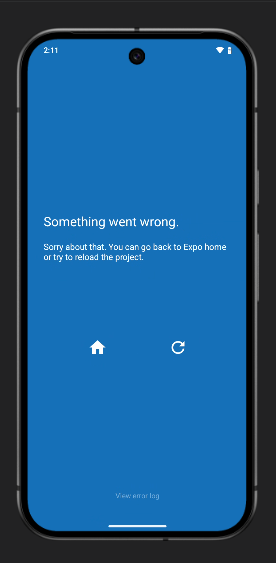 2:11
Something went wrong.
Sorry about that. You can go back to Expo home
or try to reload the project.
View error log